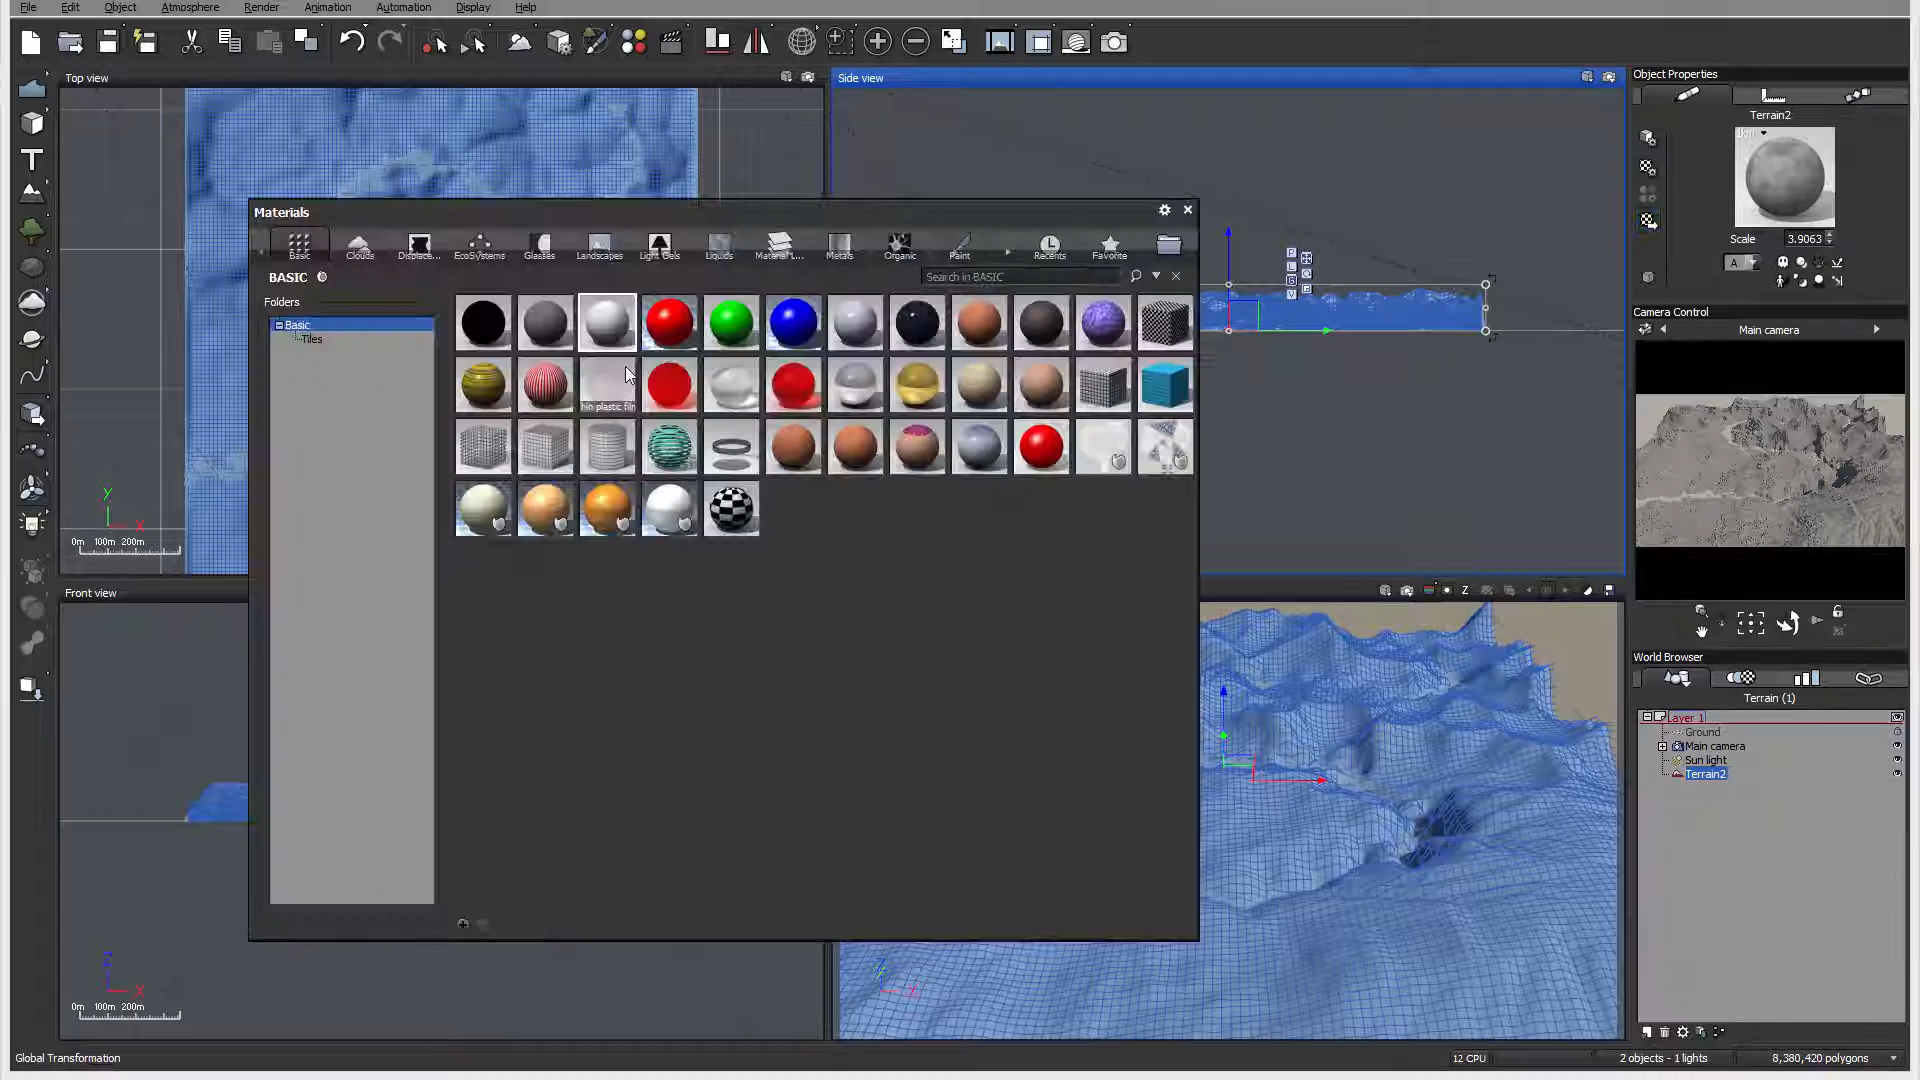 File Edit Object Atmosphere Render Animation Automation Display Help
Top view
Side view
Object Properties
Terrain2
Scale 3.9063
A
Materials
Basic Clouds Displace... EcoSystems Glasses Landscapes Light Gels Liquids Material L... Metals Organic Paint Recents Favorite
BASIC
Search in BASIC
Folders
Basic
Tiles
thin plastic film
Camera Control
Main camera
Y
X
0m 100m 200m
Front view
Z
World Browser
Terrain (1)
Layer 1
Ground
Main camera
Sun light
Terrain2
Z
X
0m 100m 200m
Z
X
Global Transformation
12 CPU
2 objects - 1 lights
8,380,420 polygons